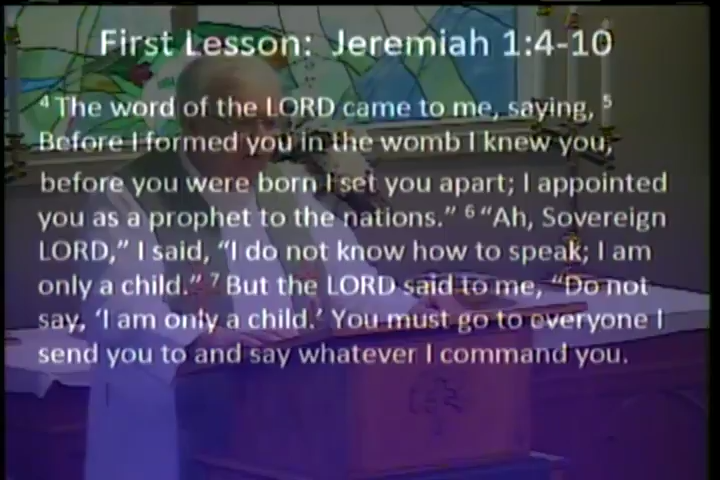 First Lesson: Jeremiah 1:4-10
4 The word of the LORD came to me, saying, 5
Before I formed you in the womb I knew you,
before you were born I set you apart; I appointed
you as a prophet to the nations.” 6 “Ah, Sovereign
LORD,” I said, “I do not know how to speak; I am
only a child.” 7 But the LORD said to me, “Do not
say, ‘I am only a child.’ You must go to everyone I
send you to and say whatever I command you.